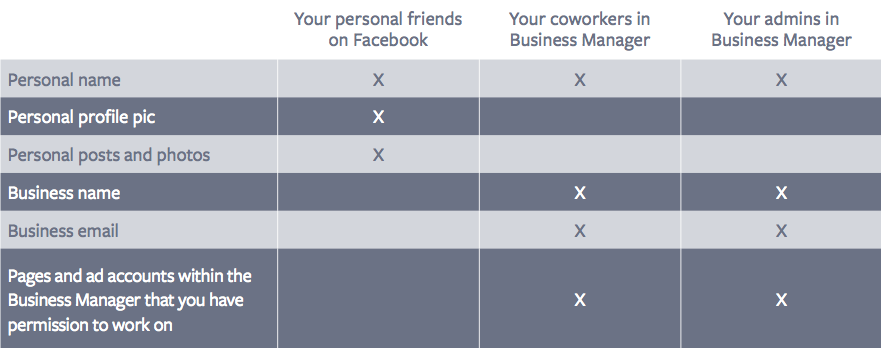 Your personal friends on Facebook
Your coworkers in Business Manager
Your admins in Business Manager
Personal name X X X
Personal profile pic X
Personal posts and photos X
Business name X X
Business email X X
Pages and ad accounts within the
Business Manager that you have
permission to work on
X X